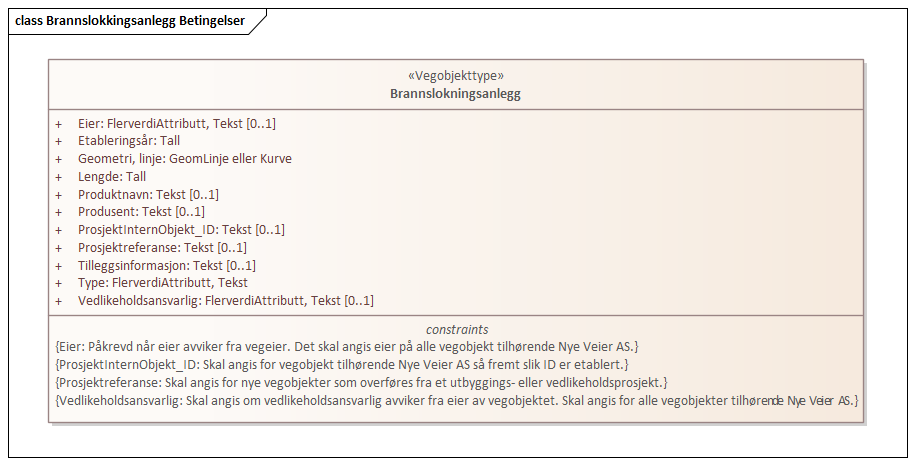 class Brannslokkingsanlegg Betingelser
«Vegobjekttype»
Brannslokningsanlegg
+ Eier: FlerverdiAttributt, Tekst [0..1]
+ Etableringsår: Tall
+ Geometri, linje: GeomLinje eller Kurve
+ Lengde: Tall
+ Produktnavn: Tekst [0..1]
+ Produsent: Tekst [0..1]
+ ProsjektInternObjekt_ID: Tekst [0..1]
+ Prosjektreferanse: Tekst [0..1]
+ Tilleggsinformasjon: Tekst [0..1]
+ Type: FlerverdiAttributt, Tekst
+ Vedlikeholdsansvarlig: FlerverdiAttributt, Tekst [0..1]
constraints
{Eier: Påkrevd når eier avviker fra vegeier. Det skal angis eier på alle vegobjekt tilhørende Nye Veier AS.}
{ProsjektInternObjekt_ID: Skal angis for vegobjekt tilhørende Nye Veier AS så fremt slik ID er etablert.}
{Prosjektreferanse: Skal angis for nye vegobjekter som overføres fra et utbyggings- eller vedlikeholdsprosjekt.}
{Vedlikeholdsansvarlig: Skal angis om vedlikeholdsansvarlig avviker fra eier av vegobjektet. Skal angis for alle vegobjekter tilhørende Nye Veier AS.}